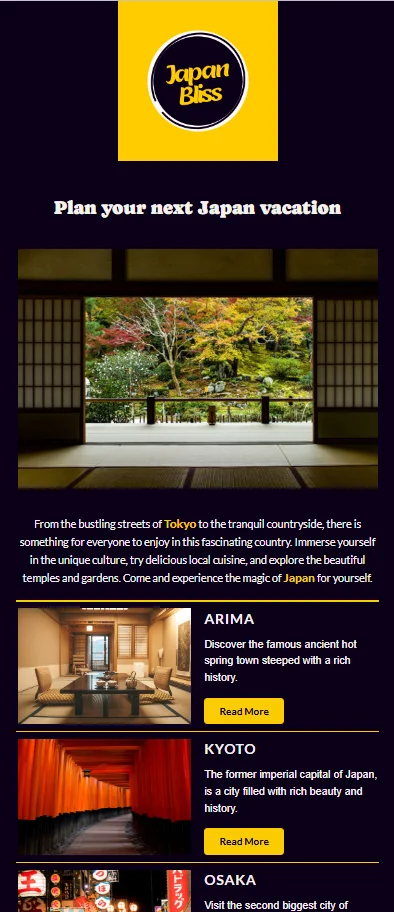 Japan
Bliss
Plan your next Japan vacation
From the bustling streets of Tokyo to the tranquil countryside, there is
something for everyone to enjoy in this fascinating country. Immerse yourself
in the unique culture, try delicious local cuisine, and explore the beautiful
temples and gardens. Come and experience the magic of Japan for yourself.
ARIMA
Discover the famous ancient hot
spring town steeped with a rich
history.
Read More
KYOTO
The former imperial capital of Japan,
is a city filled with rich beauty and
history.
Read More
OSAKA
Visit the second biggest city of
ドラッグ